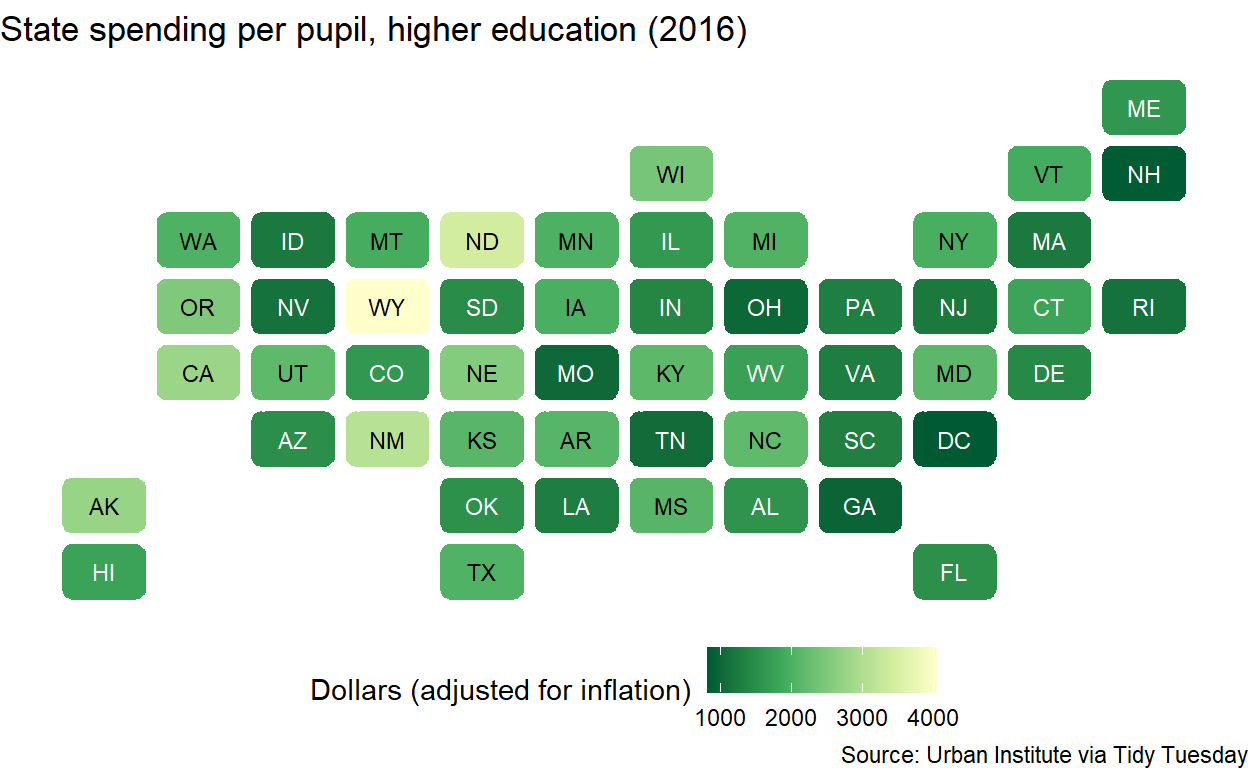 State spending per pupil, higher education (2016)
ME
WI VT NH
WA ID MT ND MN IL MI NY MA
OR NV WY SD IA IN OH PA NJ CT RI
CA UT CO NE MO KY WV VA MD DE
AZ NM KS AR TN NC SC DC
AK OK LA MS AL GA
HI TX FL
Dollars (adjusted for inflation)
1000 2000 3000 4000
Source: Urban Institute via Tidy Tuesday